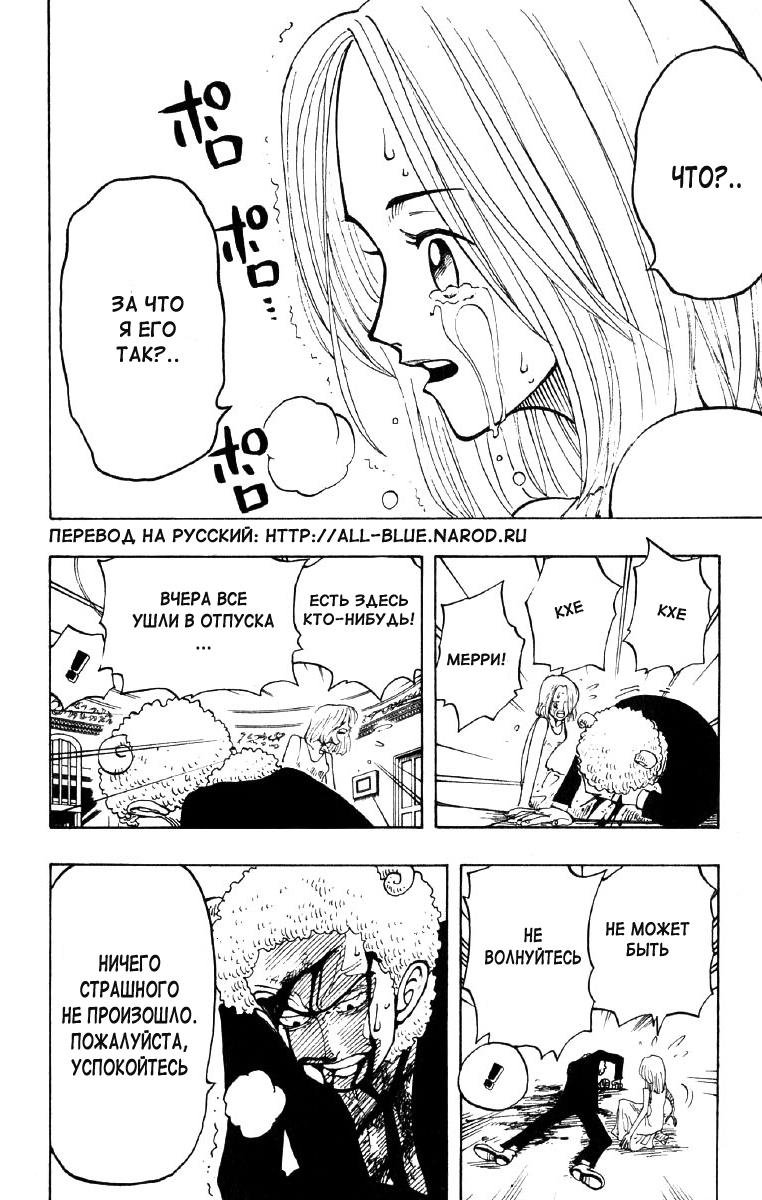 ЧТО?..
ポロ
ポロ...
ポロ
ЗА ЧТО
Я ЕГО
ТАК?..
ПЕРЕВОД НА РУССКИЙ: HTTP://ALL-BLUE.NAROD.RU
КХЕ
КХЕ
МЕРРИ!
ЕСТЬ ЗДЕСЬ
КТО-НИБУДЬ!
ВЧЕРА ВСЕ
УШЛИ В ОТПУСКА
...
!
НЕ МОЖЕТ
БЫТЬ
НЕ
ВОЛНУЙТЕСЬ
!
НИЧЕГО
СТРАШНОГО
НЕ ПРОИЗОШЛО.
ПОЖАЛУЙСТА,
УСПОКОЙТЕСЬ